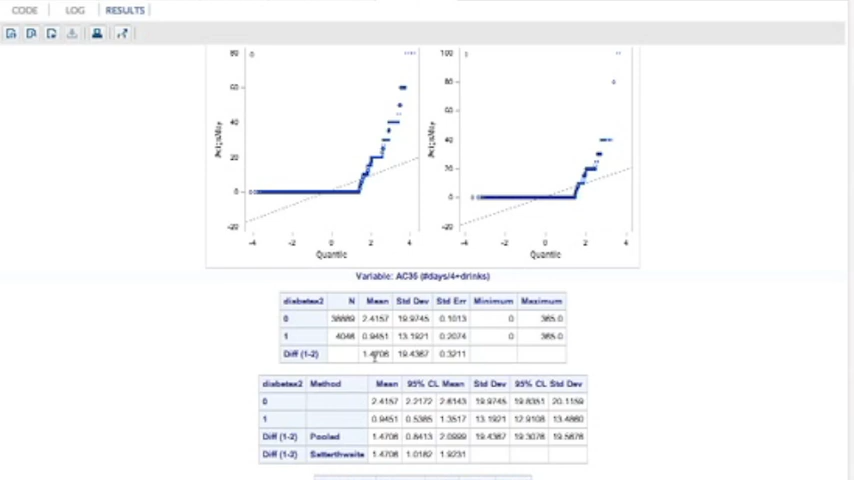 CODE LOG RESULTS
80 100
60 80
60
40 40
20 20
0 0
-20 -20
-4 -2 0 2 4 -4 -2 0 2 4
Quantile Quantile
Variable: AC35 (#days/4+drinks)
diabetes2 N Mean Std Dev Std Err Minimum Maximum
0 38889 2.4157 19.9745 0.1013 0 365.0
1 4046 0.9451 13.1921 0.2074 0 365.0
Diff (1-2) 1.4706 19.4367 0.3211
diabetes2 Method Mean 95% CL Mean Std Dev 95% CL Std Dev
0 2.4157 2.2172 2.6143 19.9745 19.8351 20.1159
1 0.9451 0.5385 1.3517 13.1921 12.9108 13.4860
Diff (1-2) Pooled 1.4706 0.8413 2.0999 19.4367 19.3076 19.5676
Diff (1-2) Satterthwaite 1.4706 1.0182 1.9231